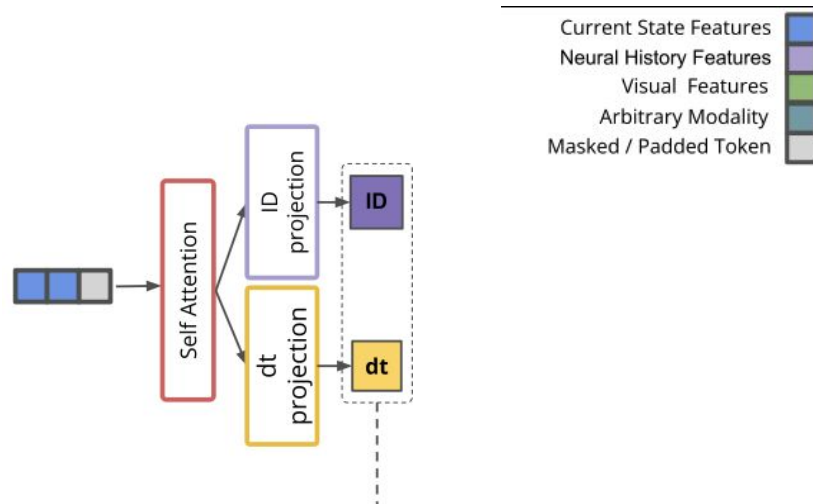 Current State Features
Neural History Features
Visual Features
Arbitrary Modality
Masked / Padded Token
Self Attention
ID
projection
ID
dt
projection
dt